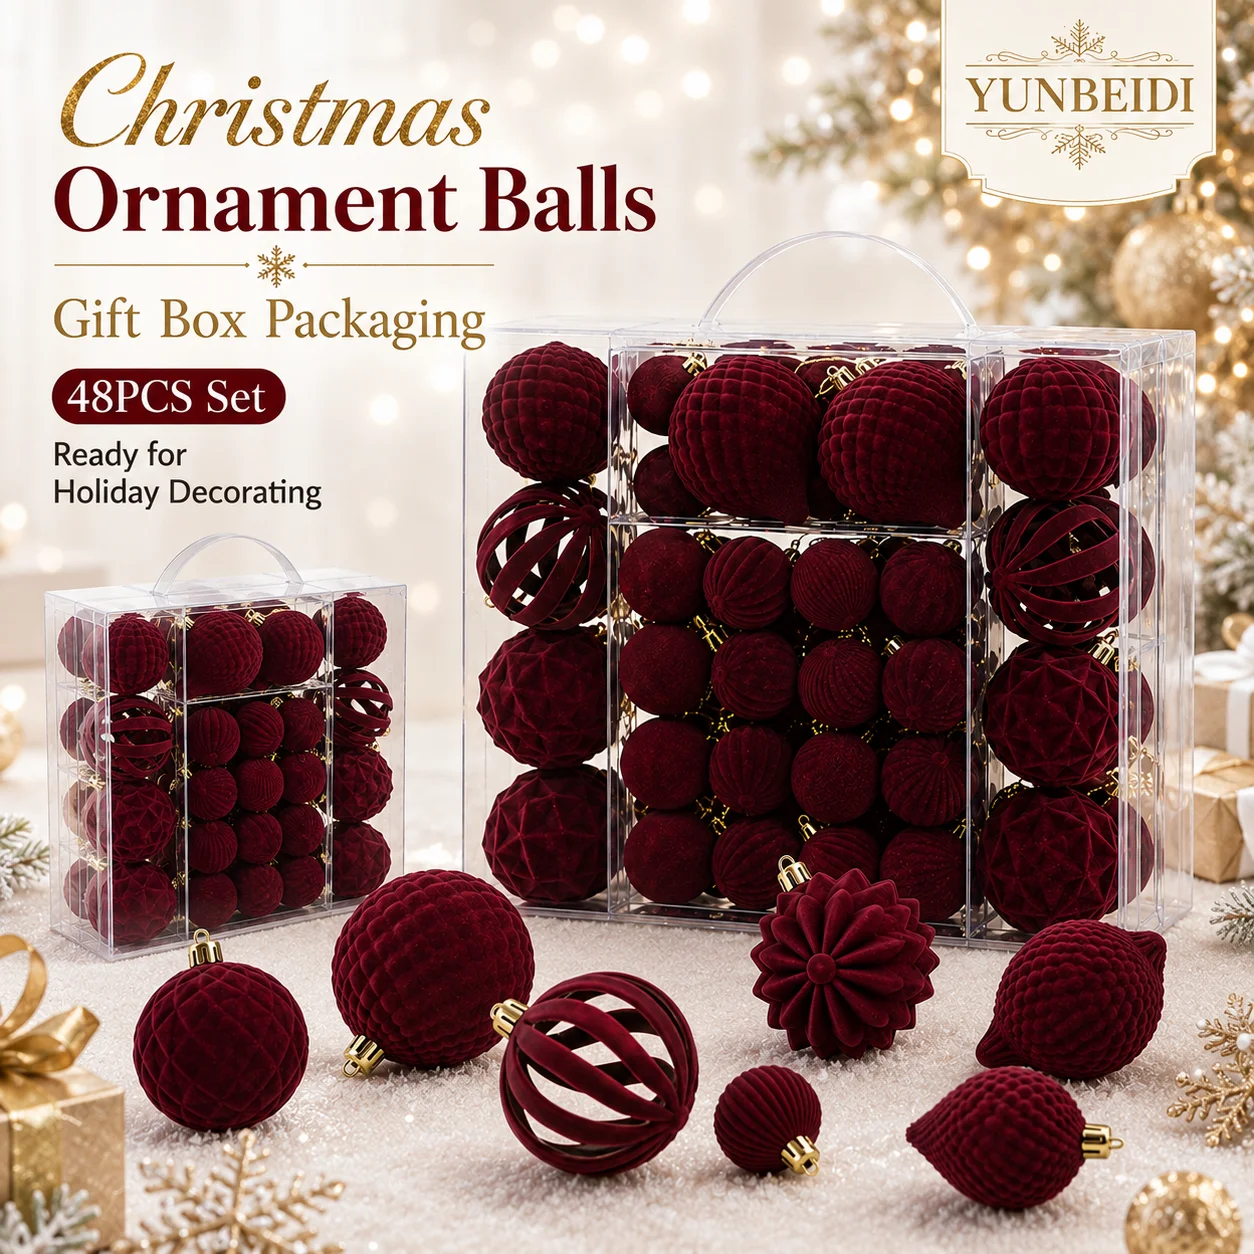 Christmas
Ornament Balls
Gift Box Packaging
48PCS Set
Ready for
Holiday Decorating
YUNBEIDI